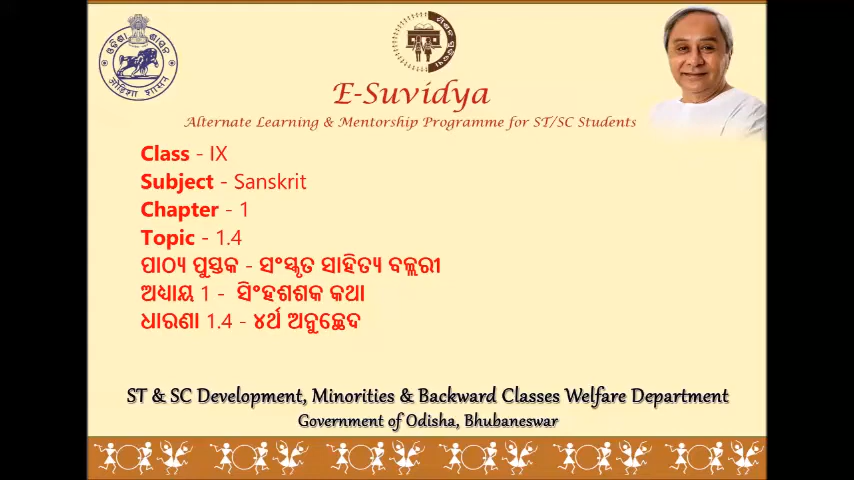 E-Suvidya
Alternate Learning & Mentorship Programme for ST/SC Students
Class - IX
Subject - Sanskrit
Chapter - 1
Topic - 1.4
ପାଠ୍ୟ ପୁସ୍ତକ - ସଂସ୍କୃତ ସାହିତ୍ୟ ବଲ୍ଲରୀ
ଅଧ୍ୟାୟ 1 - ସିଂହଶଶକ କଥା
ଧାରଣା 1.4 - ୪ର୍ଥ ଅନୁଚ୍ଛେଦ
ST & SC Development, Minorities & Backward Classes Welfare Department
Government of Odisha, Bhubaneswar